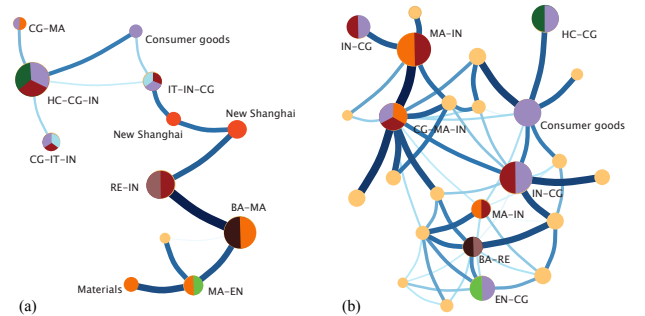 CG-MA
Consumer goods
HC-CG-IN
IT-IN-CG
New Shanghai
New Shanghai
CG-IT-IN
RE-IN
BA-MA
Materials
MA-EN
(a)
IN-CG
MA-IN
HC-CG
CG-MA-IN
Consumer goods
IN-CG
MA-IN
BA-RE
EN-CG
(b)